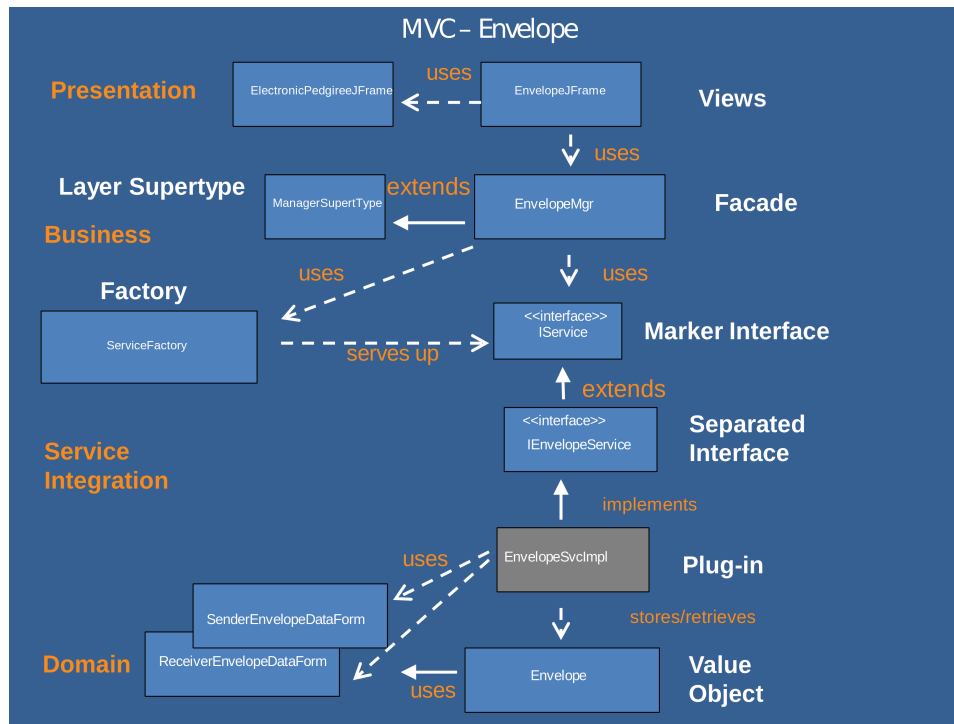 MVC – Envelope
Presentation
ElectronicPedgireeJFrame
uses
EnvelopeJFrame
Views
uses
Layer Supertype
ManagerSupertType
extends
EnvelopeMgr
Facade
Business
uses
uses
Factory
ServiceFactory
serves up
<<interface>>
IService
Marker Interface
extends
<<interface>>
IEnvelopeService
Separated
Interface
Service
Integration
implements
EnvelopeSvcImpl
Plug-in
uses
stores/retrieves
SenderEnvelopeDataForm
ReceiverEnvelopeDataForm
Domain
uses
Envelope
Value
Object